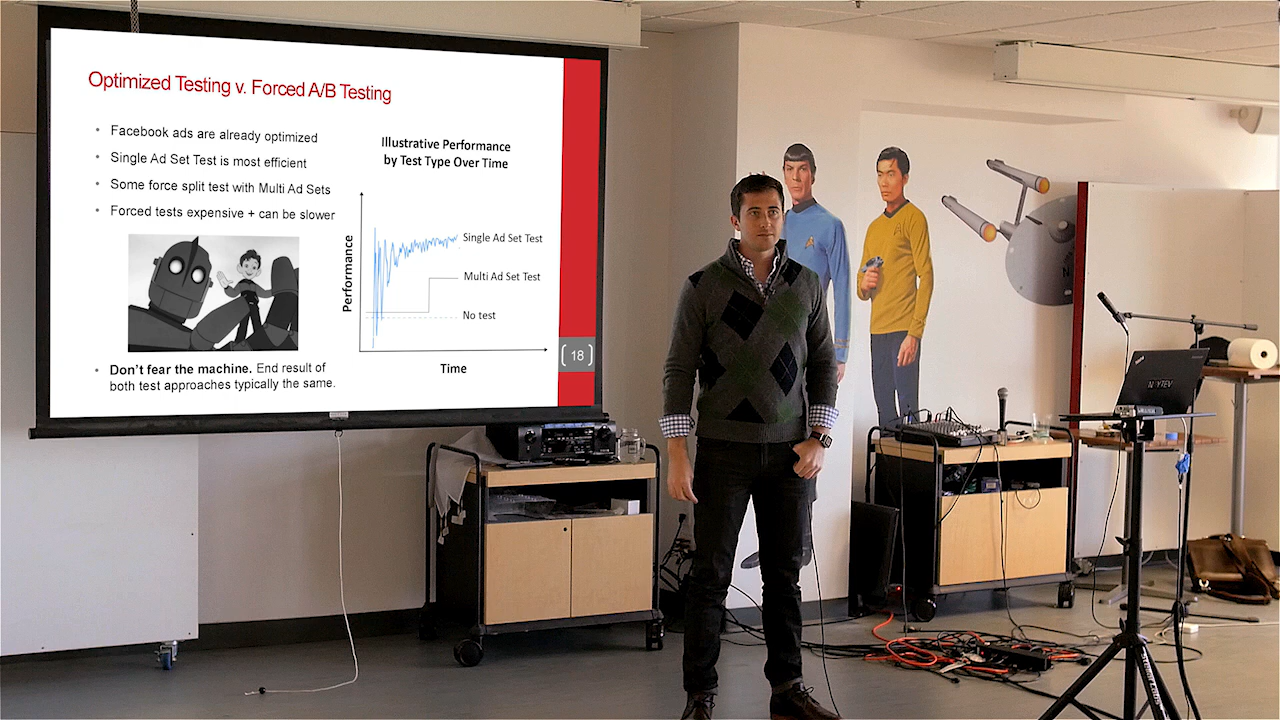 Optimized Testing v. Forced A/B Testing
• Facebook ads are already optimized
• Single Ad Set Test is most efficient
• Some force split test with Multi Ad Sets
• Forced tests expensive + can be slower
Illustrative Performance
by Test Type Over Time
Performance
Single Ad Set Test
Multi Ad Set Test
No test
Time
• Don't fear the machine. End result of
both test approaches typically the same.
18